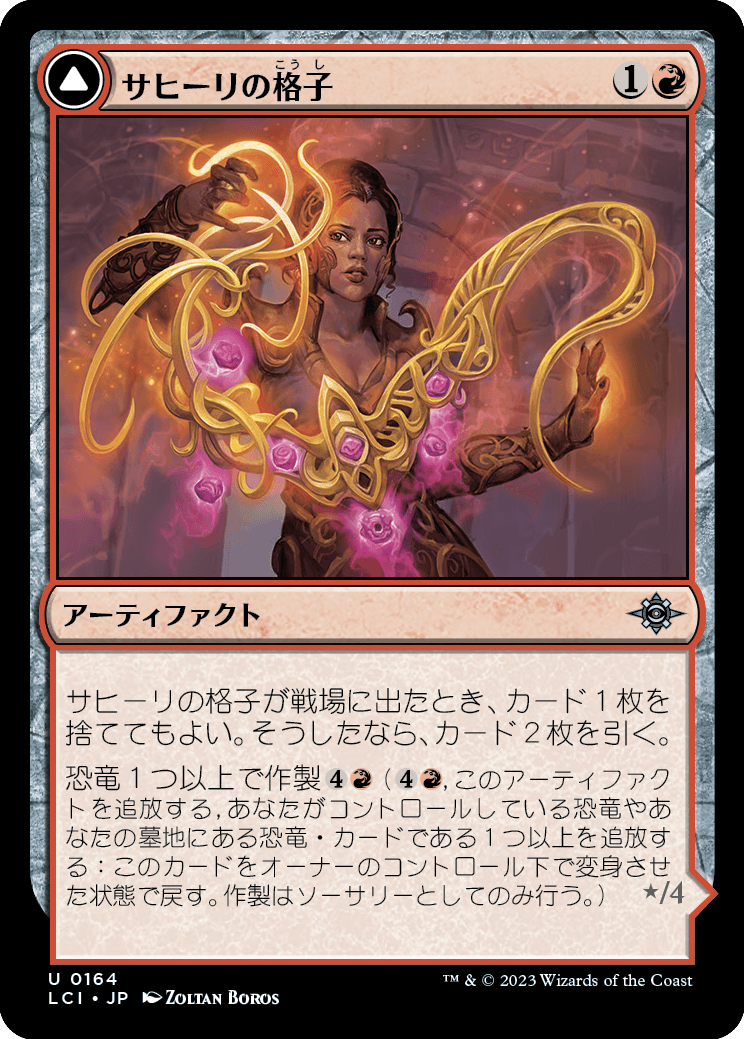 こうし
サヒーリの格子
1
アーティファクト
サヒーリの格子が戦場に出たとき、カード1枚を
捨ててもよい。そうしたなら、カード2枚を引く。
恐竜1つ以上で作製 4 ( 4 ,このアーティファク
トを追放する,あなたがコントロールしている恐竜やあ
なたの墓地にある恐竜・カードである1つ以上を追放す
る：このカードをオーナーのコントロール下で変身させ
た状態で戻す。作製はソーサリーとしてのみ行う。)
★/4
U 0164
LCI • JP ZOLTAN BOROS
™ & © 2023 Wizards of the Coast